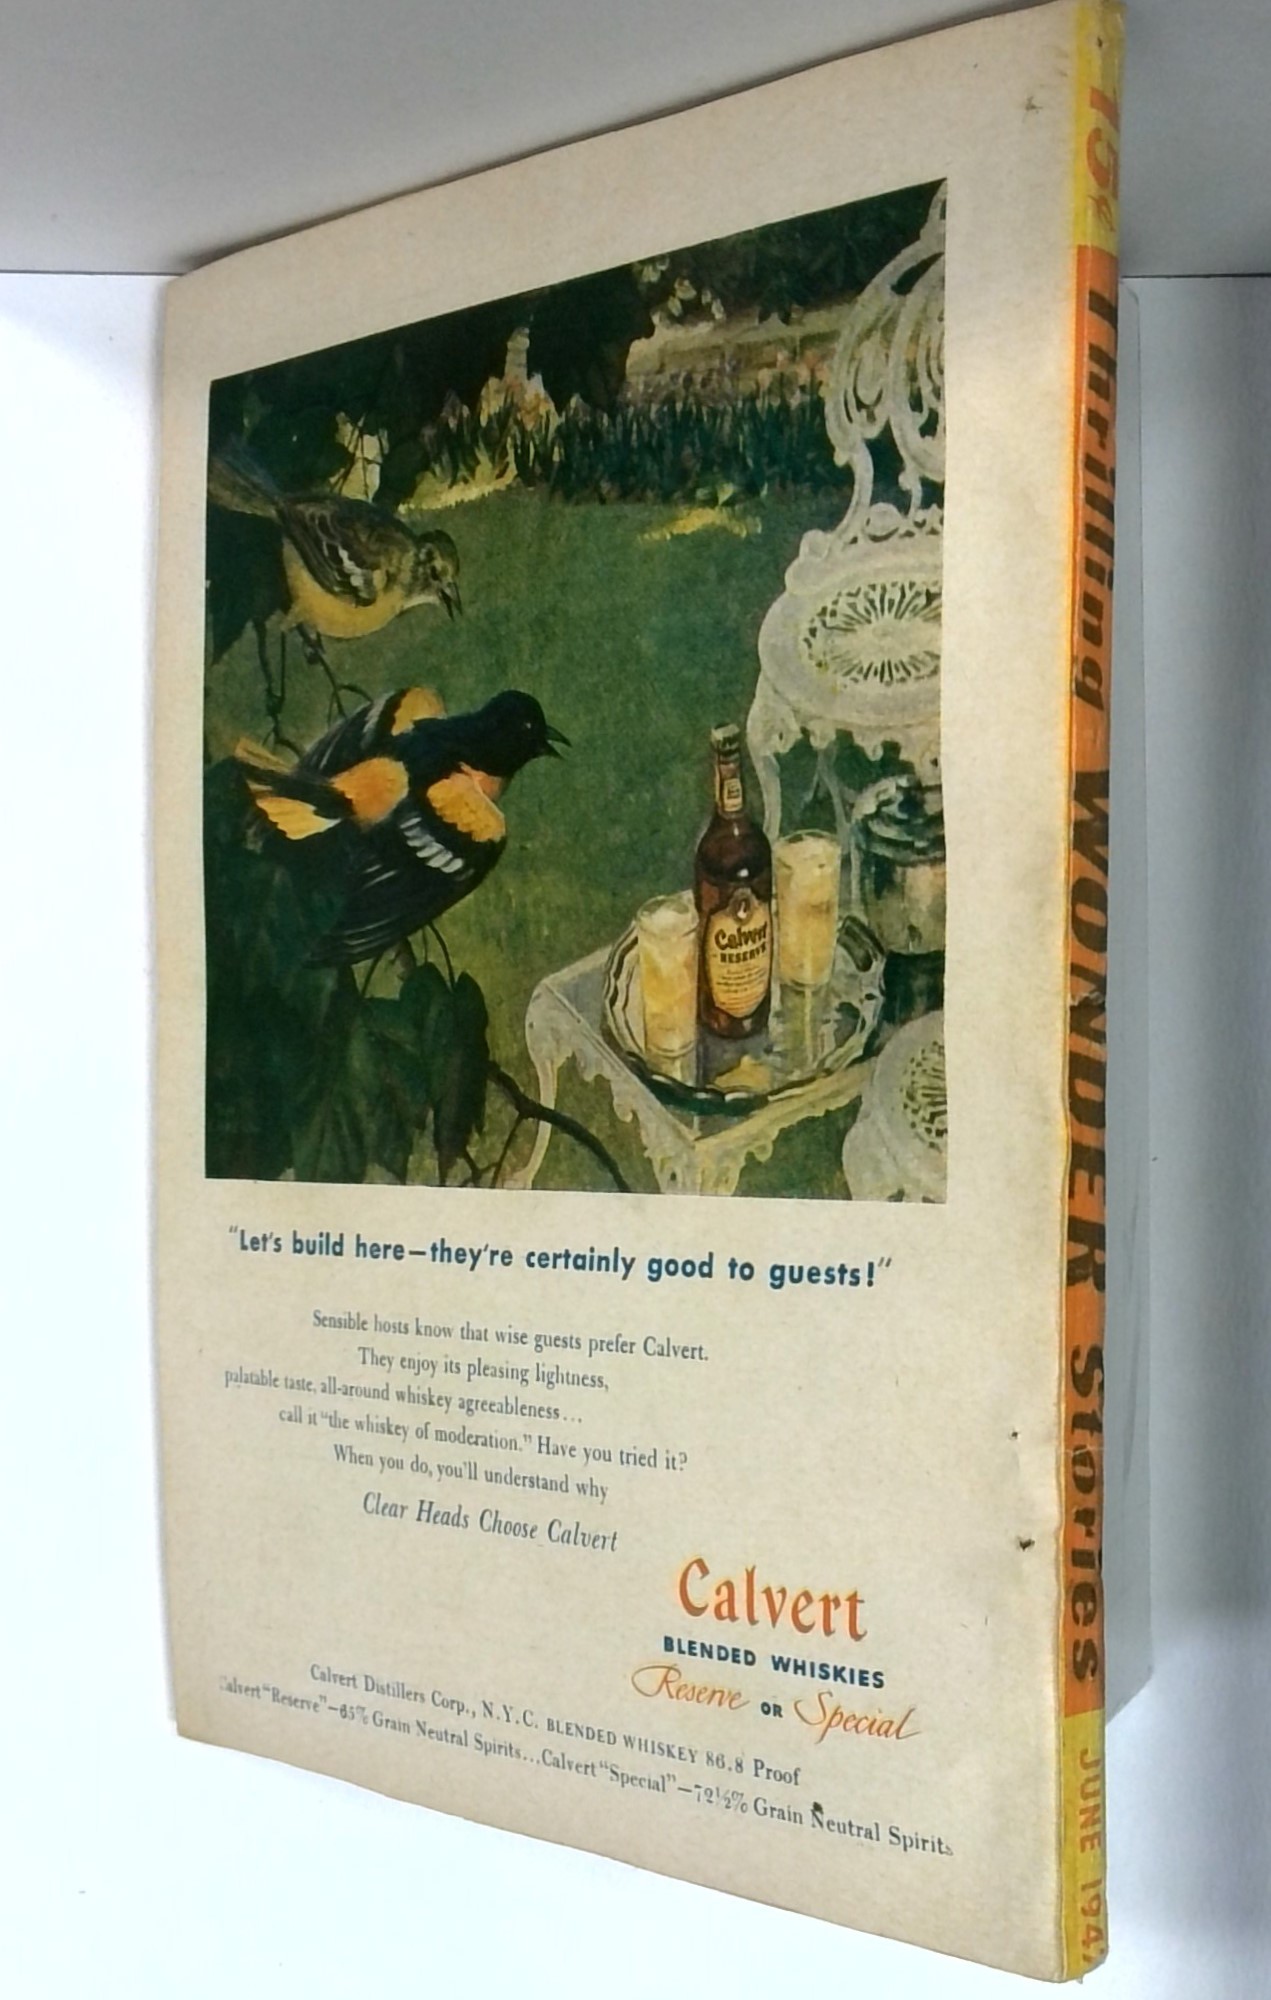 Calvert
RESERVE
"Let's build here—they're certainly good to guests!"
Sensible hosts know that wise guests prefer Calvert.
They enjoy its pleasing lightness,
palatable taste, all-around whiskey agreeableness...
call it "the whiskey of moderation." Have you tried it?
When you do, you'll understand why
Clear Heads Choose Calvert
Calvert
BLENDED WHISKIES
Reserve OR Special
Calvert Distillers Corp., N.Y.C. BLENDED WHISKEY 86.8 Proof
Calvert "Reserve"—65% Grain Neutral Spirits...Calvert "Special"—72½% Grain Neutral Spirits
15¢ Thrilling WONDER Stories JUNE 194